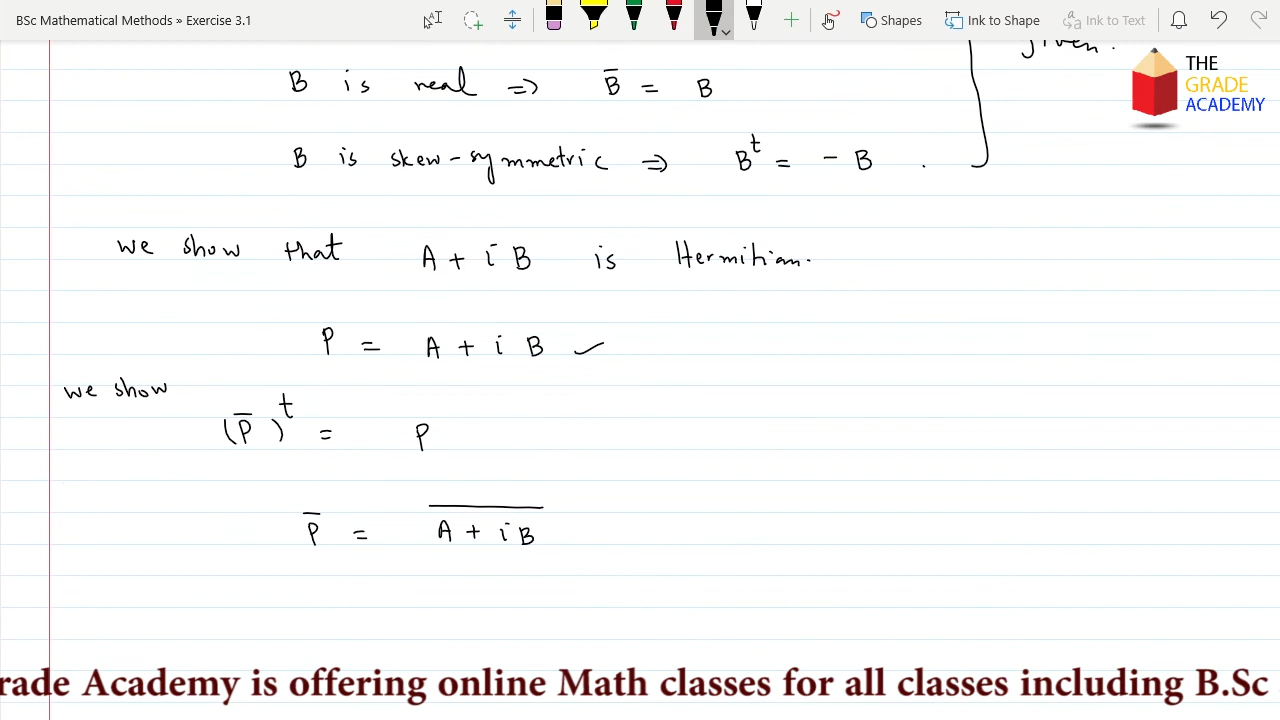 BSc Mathematical Methods » Exercise 3.1
Shapes
Ink to Shape
Ink to Text
given.
THE
GRADE
ACADEMY
B is real ⇒ B̅ = B
B is skew-symmetric ⇒ Bᵗ = - B .
we show that A + i B is Hermitian.
P = A + i B ✓
we show
(P̅)ᵗ = P
P̅ = \overline{A + i B}
rade Academy is offering online Math classes for all classes including B.Sc